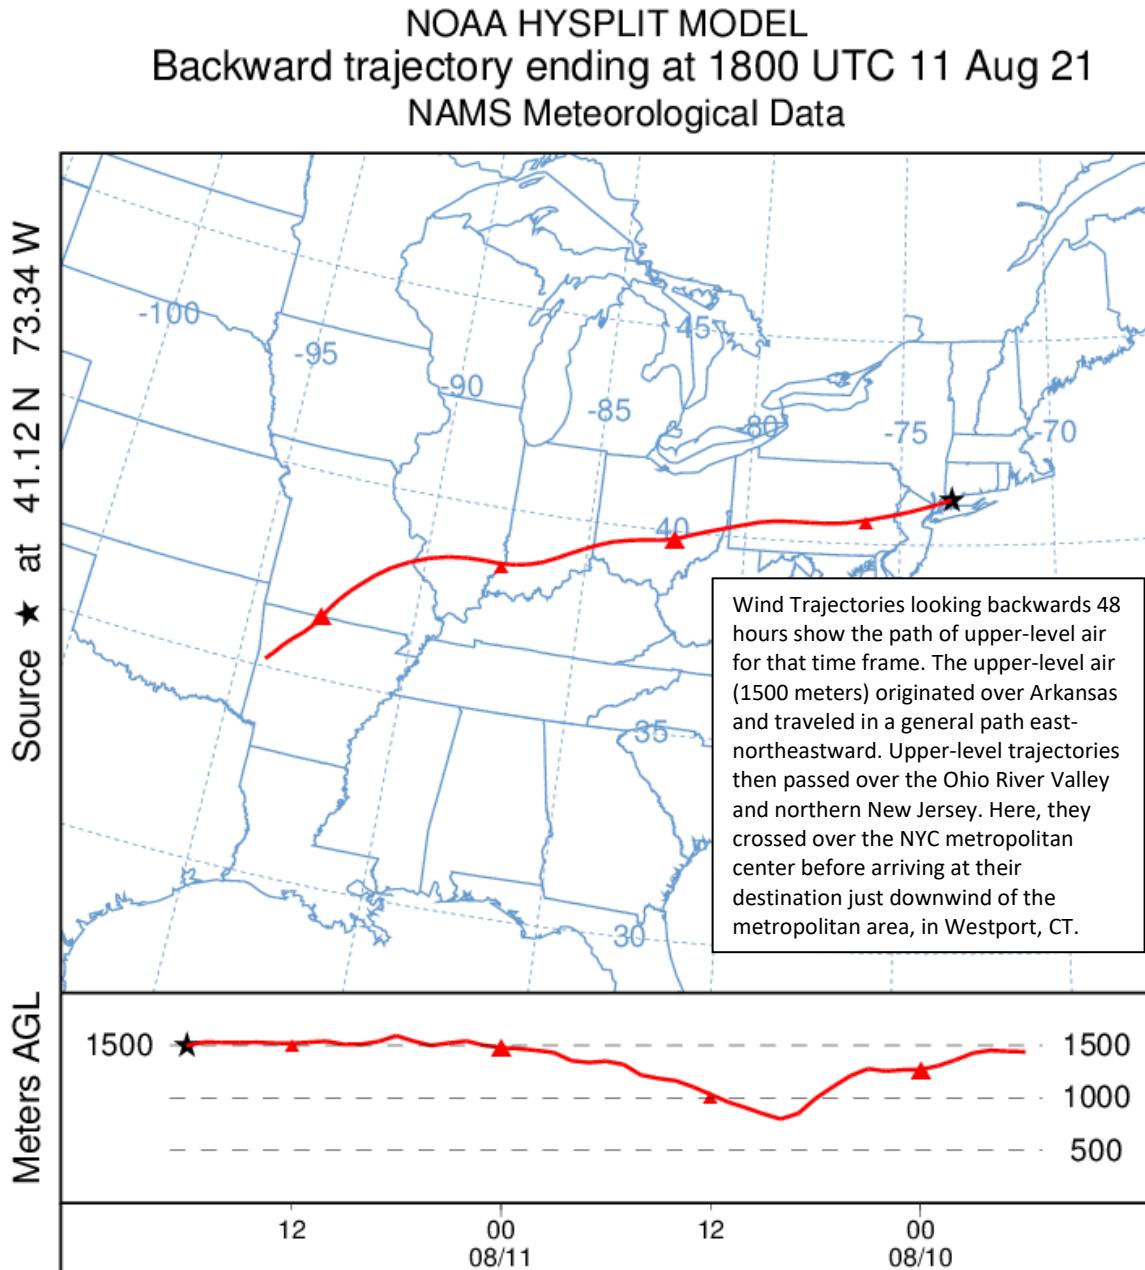 NOAA HYSPLIT MODEL
Backward trajectory ending at 1800 UTC 11 Aug 21
NAMS Meteorological Data
Source ★ at 41.12 N 73.34 W
-100
-95
-90
-85
-80
-75
-70
45
40
35
30
Wind Trajectories looking backwards 48
hours show the path of upper-level air
for that time frame. The upper-level air
(1500 meters) originated over Arkansas
and traveled in a general path east-
northeastward. Upper-level trajectories
then passed over the Ohio River Valley
and northern New Jersey. Here, they
crossed over the NYC metropolitan
center before arriving at their
destination just downwind of the
metropolitan area, in Westport, CT.
Meters AGL
1500
1500
1000
500
12 00 12 00
08/11 08/10